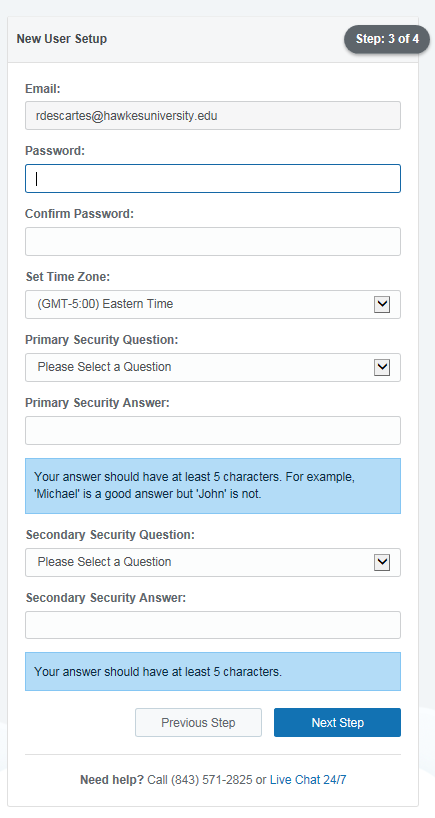 New User Setup
Step: 3 of 4
Email:
rdescartes@hawkesuniversity.edu
Password:
Confirm Password:
Set Time Zone:
(GMT-5:00) Eastern Time
Primary Security Question:
Please Select a Question
Primary Security Answer:
Your answer should have at least 5 characters. For example,
'Michael' is a good answer but 'John' is not.
Secondary Security Question:
Please Select a Question
Secondary Security Answer:
Your answer should have at least 5 characters.
Previous Step
Next Step
Need help? Call (843) 571-2825 or Live Chat 24/7